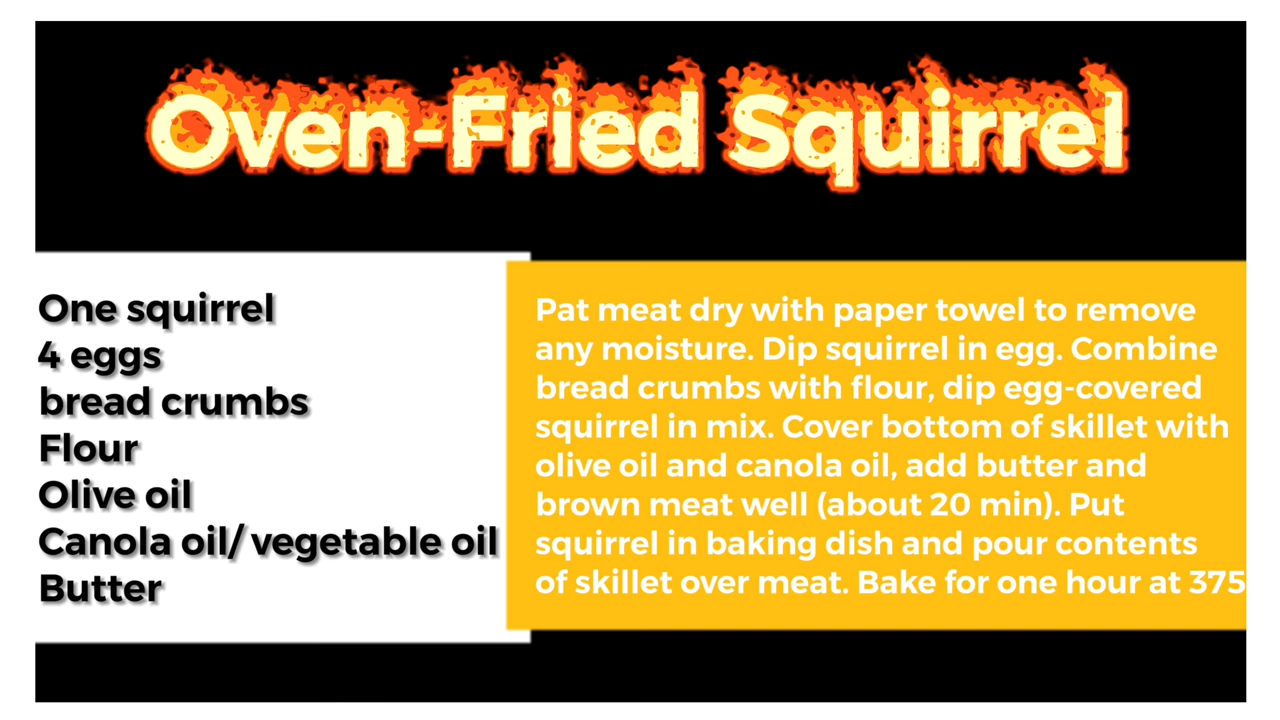 Oven-Fried Squirrel
One squirrel
4 eggs
bread crumbs
Flour
Olive oil
Canola oil/ vegetable oil
Butter
Pat meat dry with paper towel to remove
any moisture. Dip squirrel in egg. Combine
bread crumbs with flour, dip egg-covered
squirrel in mix. Cover bottom of skillet with
olive oil and canola oil, add butter and
brown meat well (about 20 min). Put
squirrel in baking dish and pour contents
of skillet over meat. Bake for one hour at 375